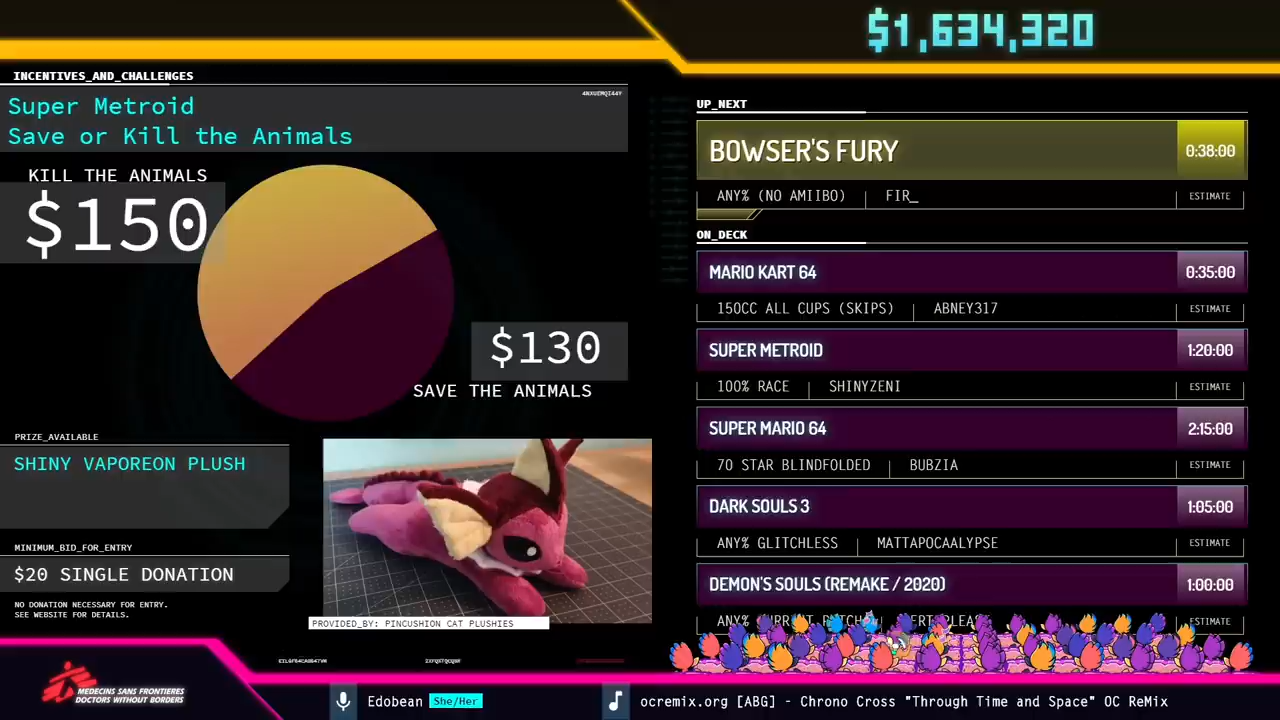 $1,634,320
INCENTIVES_AND_CHALLENGES
Super Metroid
Save or Kill the Animals
KILL THE ANIMALS
$150
$130
SAVE THE ANIMALS
PRIZE_AVAILABLE
SHINY VAPOREON PLUSH
MINIMUM_BID_FOR_ENTRY
$20 SINGLE DONATION
NO DONATION NECESSARY FOR ENTRY.
SEE WEBSITE FOR DETAILS.
PROVIDED_BY: PINCUSHION CAT PLUSHIES
UP_NEXT
BOWSER'S FURY 0:38:00
ANY% (NO AMIIBO) FIR_ ESTIMATE
ON_DECK
MARIO KART 64 0:35:00
150CC ALL CUPS (SKIPS) ABNEY317 ESTIMATE
SUPER METROID 1:20:00
100% RACE SHINYZENI ESTIMATE
SUPER MARIO 64 2:15:00
70 STAR BLINDFOLDED BUBZIA ESTIMATE
DARK SOULS 3 1:05:00
ANY% GLITCHLESS MATTAPOCAALYPSE ESTIMATE
DEMON'S SOULS (REMAKE / 2020) 1:00:00
ANY% ESTIMATE
MEDECINS SANS FRONTIERES
DOCTORS WITHOUT BORDERS
Edobean She/Her
ocremix.org [ABG] - Chrono Cross "Through Time and Space" OC ReMix